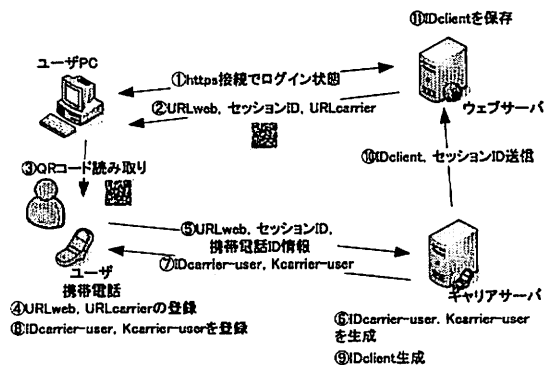 ⑪IDclientを保存
ユーザPC
①https接続でログイン状態
②URLweb、セッションID、URLcarrier
ウェブサーバ
③QRコード読み取り
⑩IDclient、セッションID送信
⑤URLweb、セッションID、
携帯電話ID情報
⑦IDcarrier-user、Kcarrier-user
ユーザ
携帯電話
キャリアサーバ
④URLweb、URLcarrierの登録
⑧IDcarrier-user、Kcarrier-userを登録
⑥IDcarrier-user、Kcarrier-user
を生成
⑨IDclient生成